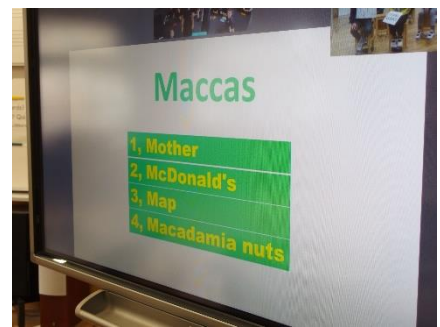 Maccas
1, Mother
2, McDonald's
3, Map
4, Macadamia nuts